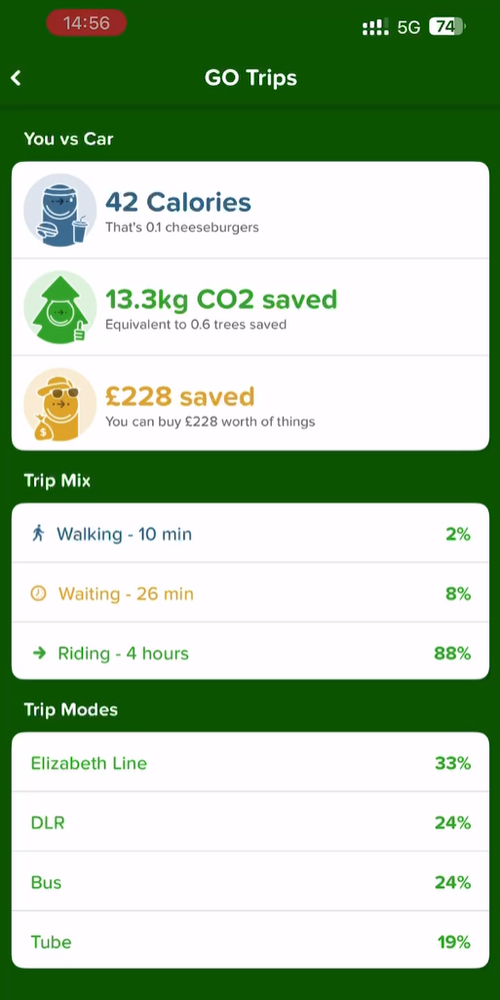 14:56
5G 74
GO Trips
You vs Car
42 Calories
That's 0.1 cheeseburgers
13.3kg CO2 saved
Equivalent to 0.6 trees saved
$
£228 saved
You can buy £228 worth of things
Trip Mix
Walking - 10 min 2%
Waiting - 26 min 8%
Riding - 4 hours 88%
Trip Modes
Elizabeth Line 33%
DLR 24%
Bus 24%
Tube 19%